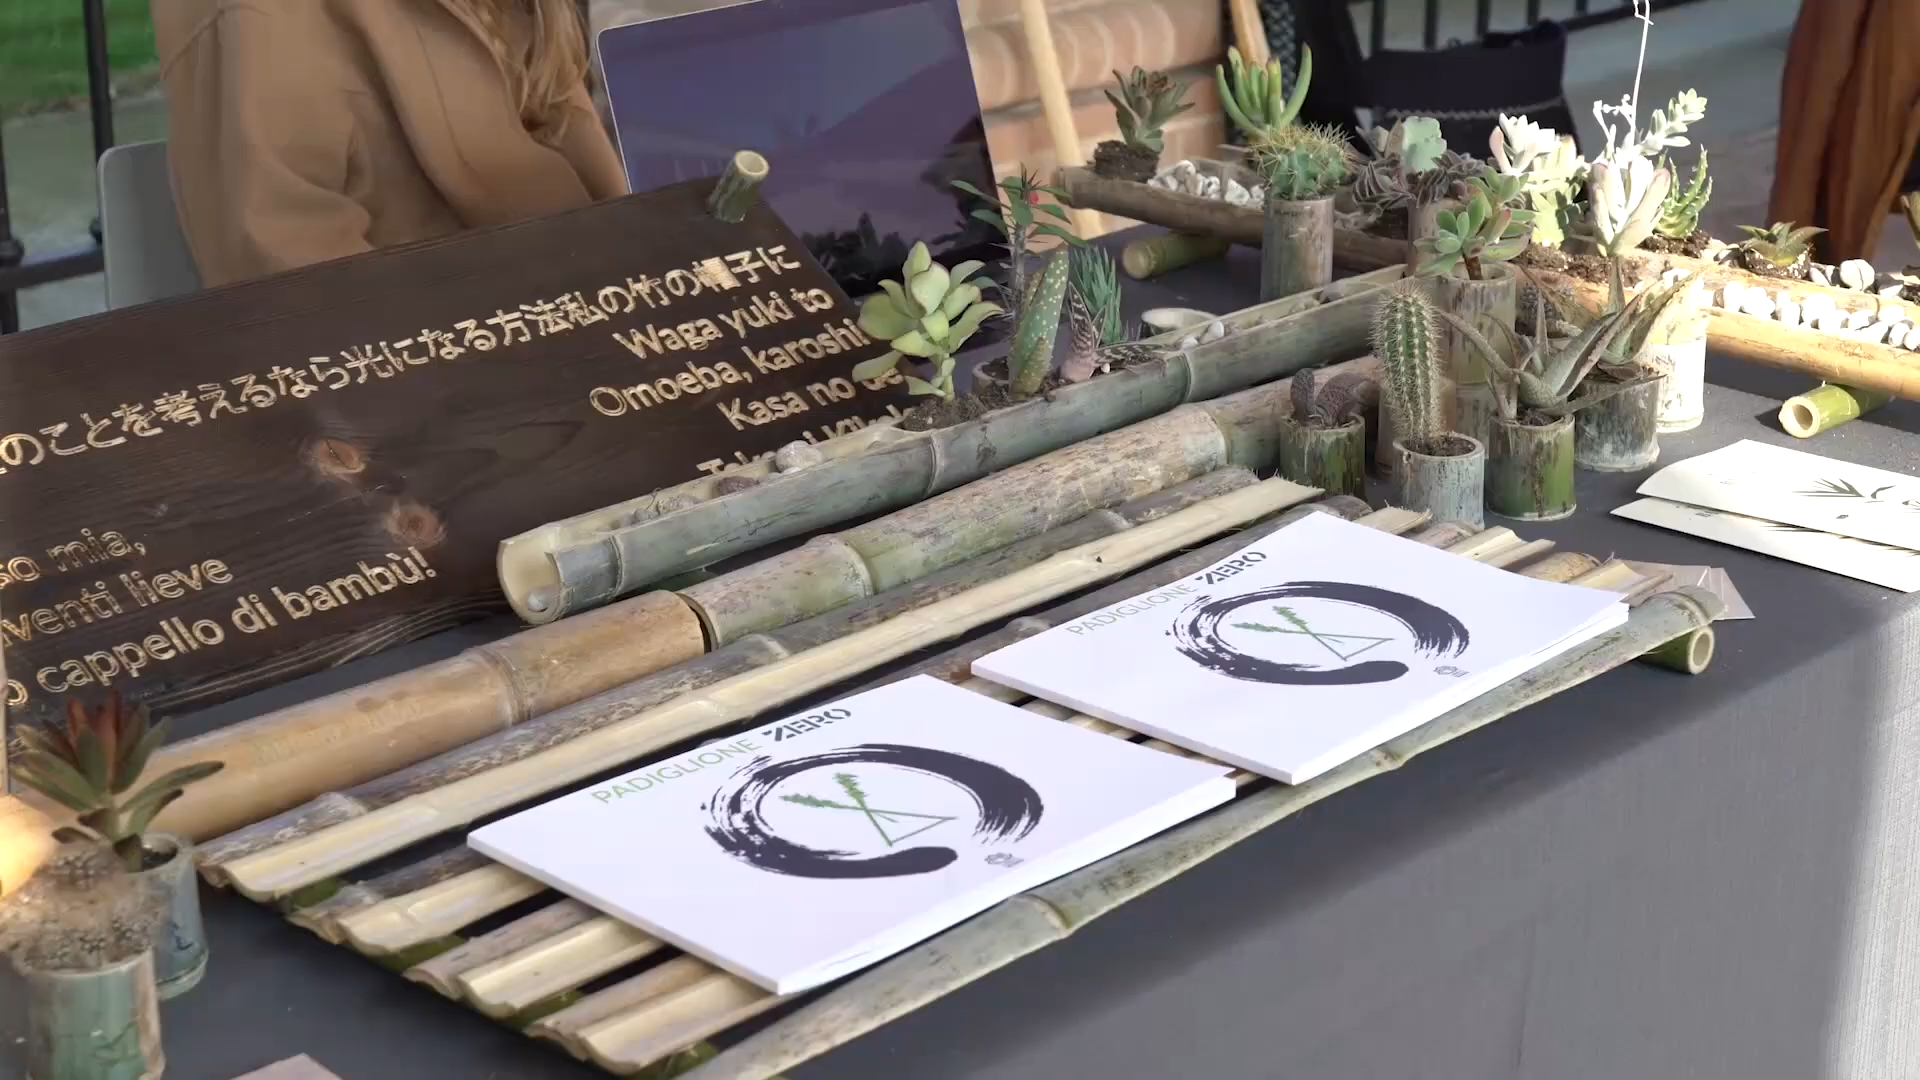 のことを考えるなら光になる方法私の竹の帽子に
Waga yuki to
Omoeba, karoshi
Kasa no
so mia,
venti lieve
cappello di bambù!
PADIGLIONE ZERO
PADIGLIONE ZERO